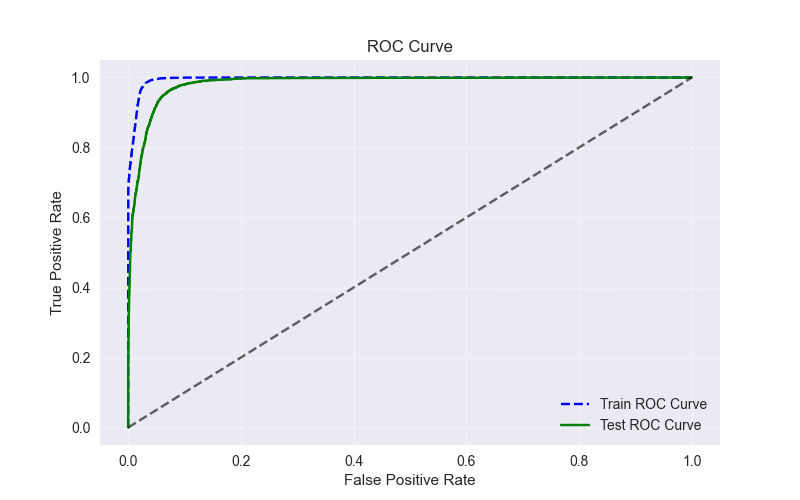 ROC Curve
1.0
0.8
0.6
0.4
0.2
0.0
True Positive Rate
0.0 0.2 0.4 0.6 0.8 1.0
False Positive Rate
Train ROC Curve
Test ROC Curve